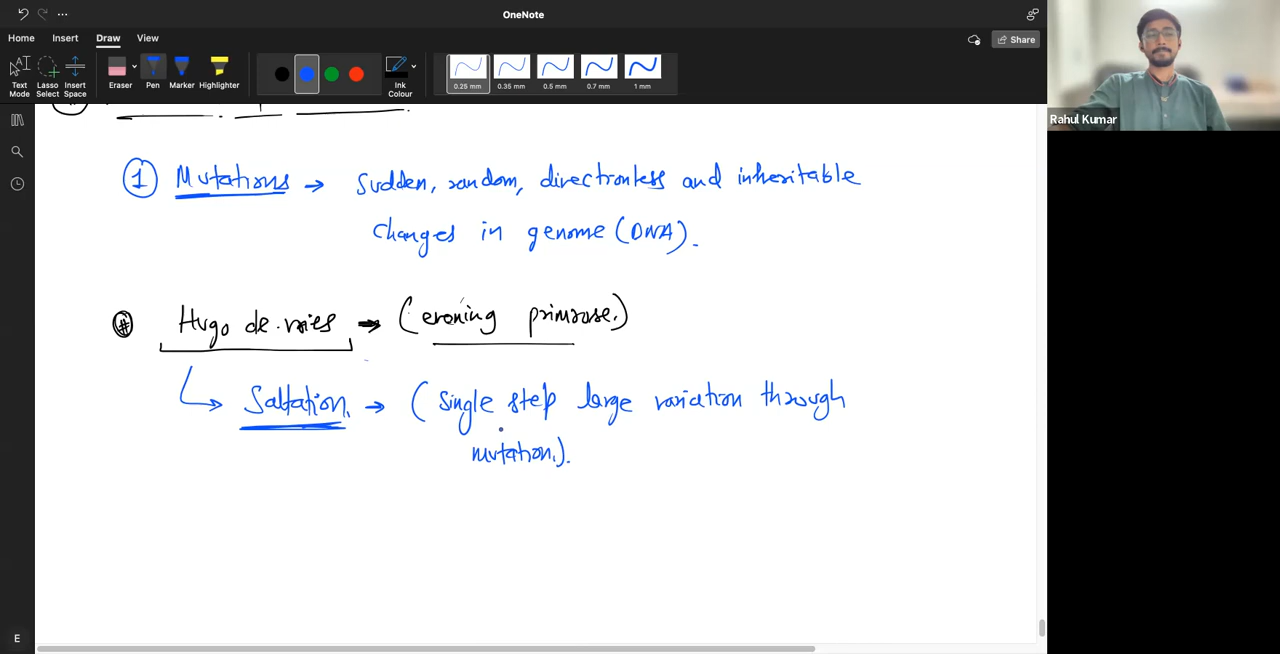 OneNote
Home Insert Draw View
Share
Text Mode
Lasso Select
Insert Space
Eraser
Pen
Marker
Highlighter
Ink Colour
0.25 mm
0.35 mm
0.5 mm
0.7 mm
1 mm
Rahul Kumar
① Mutations → Sudden, random, directionless and inheritable
changes in genome (DNA).
# Hugo de. vries → (evening primrose.)
Saltation. → (single step large variation through
mutation.).
E